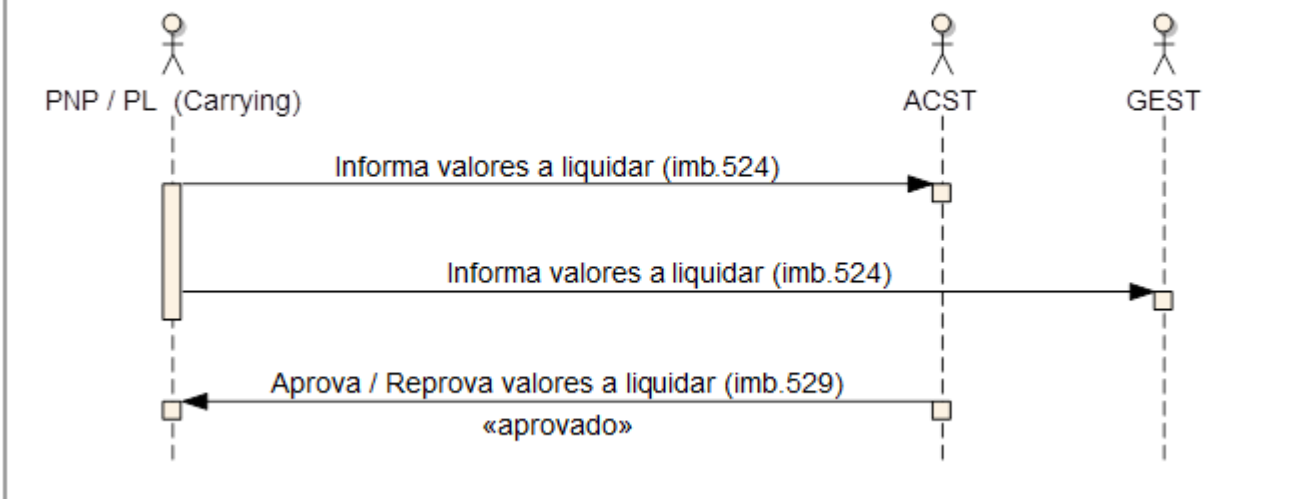 PNP / PL  (Carrying)
ACST
GEST
Informa valores a liquidar (imb.524)
Informa valores a liquidar (imb.524)
Aprova / Reprova valores a liquidar (imb.529)
«aprovado»